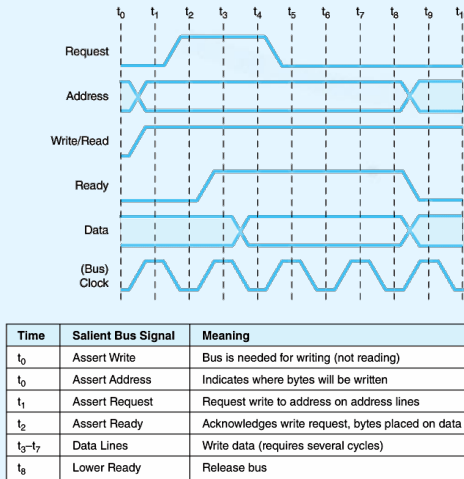 t0 t1 t2 t3 t4 t5 t6 t7 t8 t9 t1
Request
Address
Write/Read
Ready
Data
(Bus)
Clock
Time Salient Bus Signal Meaning
t0 Assert Write Bus is needed for writing (not reading)
t0 Assert Address Indicates where bytes will be written
t1 Assert Request Request write to address on address lines
t2 Assert Ready Acknowledges write request, bytes placed on data
t3–t7 Data Lines Write data (requires several cycles)
t8 Lower Ready Release bus